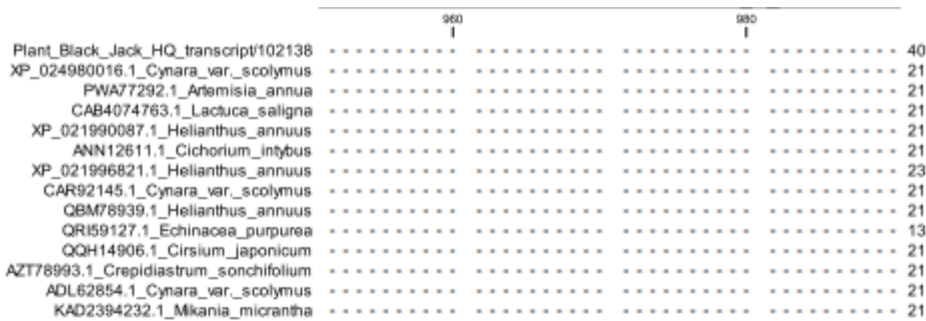 960 980
Plant_Black_Jack_HQ_transcript/102138 - - - - - - - - - - - - - - - - - - - - - - - - - - - - - - - - - - - - 40
XP_024980016.1_Cynara_var._scolymus - - - - - - - - - - - - - - - - - - - - - - - - - - - - - - - - - - - - 21
PWA77292.1_Artemisia_annua - - - - - - - - - - - - - - - - - - - - - - - - - - - - - - - - - - - - 21
CAB4074763.1_Lactuca_saligna - - - - - - - - - - - - - - - - - - - - - - - - - - - - - - - - - - - - 21
XP_021990087.1_Helianthus_annuus - - - - - - - - - - - - - - - - - - - - - - - - - - - - - - - - - - - - 21
ANN12611.1_Cichorium_intybus - - - - - - - - - - - - - - - - - - - - - - - - - - - - - - - - - - - - 21
XP_021996821.1_Helianthus_annuus - - - - - - - - - - - - - - - - - - - - - - - - - - - - - - - - - - - - 23
CAR92145.1_Cynara_var._scolymus - - - - - - - - - - - - - - - - - - - - - - - - - - - - - - - - - - - - 21
QBM78939.1_Helianthus_annuus - - - - - - - - - - - - - - - - - - - - - - - - - - - - - - - - - - - - 21
QRI59127.1_Echinacea_purpurea - - - - - - - - - - - - - - - - - - - - - - - - - - - - - - - - - - - - 13
QQH14906.1_Cirsium_japonicum - - - - - - - - - - - - - - - - - - - - - - - - - - - - - - - - - - - - 21
AZT78993.1_Crepidiastrum_sonchifolium - - - - - - - - - - - - - - - - - - - - - - - - - - - - - - - - - - - - 21
ADL62854.1_Cynara_var._scolymus - - - - - - - - - - - - - - - - - - - - - - - - - - - - - - - - - - - - 21
KAD2394232.1_Mikania_micrantha - - - - - - - - - - - - - - - - - - - - - - - - - - - - - - - - - - - - 21